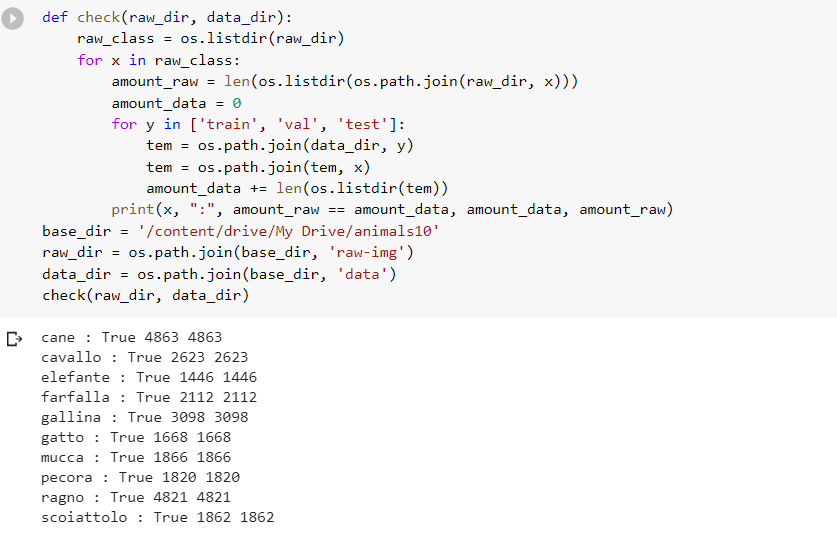 def check(raw_dir, data_dir):
    raw_class = os.listdir(raw_dir)
    for x in raw_class:
        amount_raw = len(os.listdir(os.path.join(raw_dir, x)))
        amount_data = 0
        for y in ['train', 'val', 'test']:
            tem = os.path.join(data_dir, y)
            tem = os.path.join(tem, x)
            amount_data += len(os.listdir(tem))
        print(x, ":", amount_raw == amount_data, amount_data, amount_raw)
base_dir = '/content/drive/My Drive/animals10'
raw_dir = os.path.join(base_dir, 'raw-img')
data_dir = os.path.join(base_dir, 'data')
check(raw_dir, data_dir)
cane : True 4863 4863
cavallo : True 2623 2623
elefante : True 1446 1446
farfalla : True 2112 2112
gallina : True 3098 3098
gatto : True 1668 1668
mucca : True 1866 1866
pecora : True 1820 1820
ragno : True 4821 4821
scoiattolo : True 1862 1862